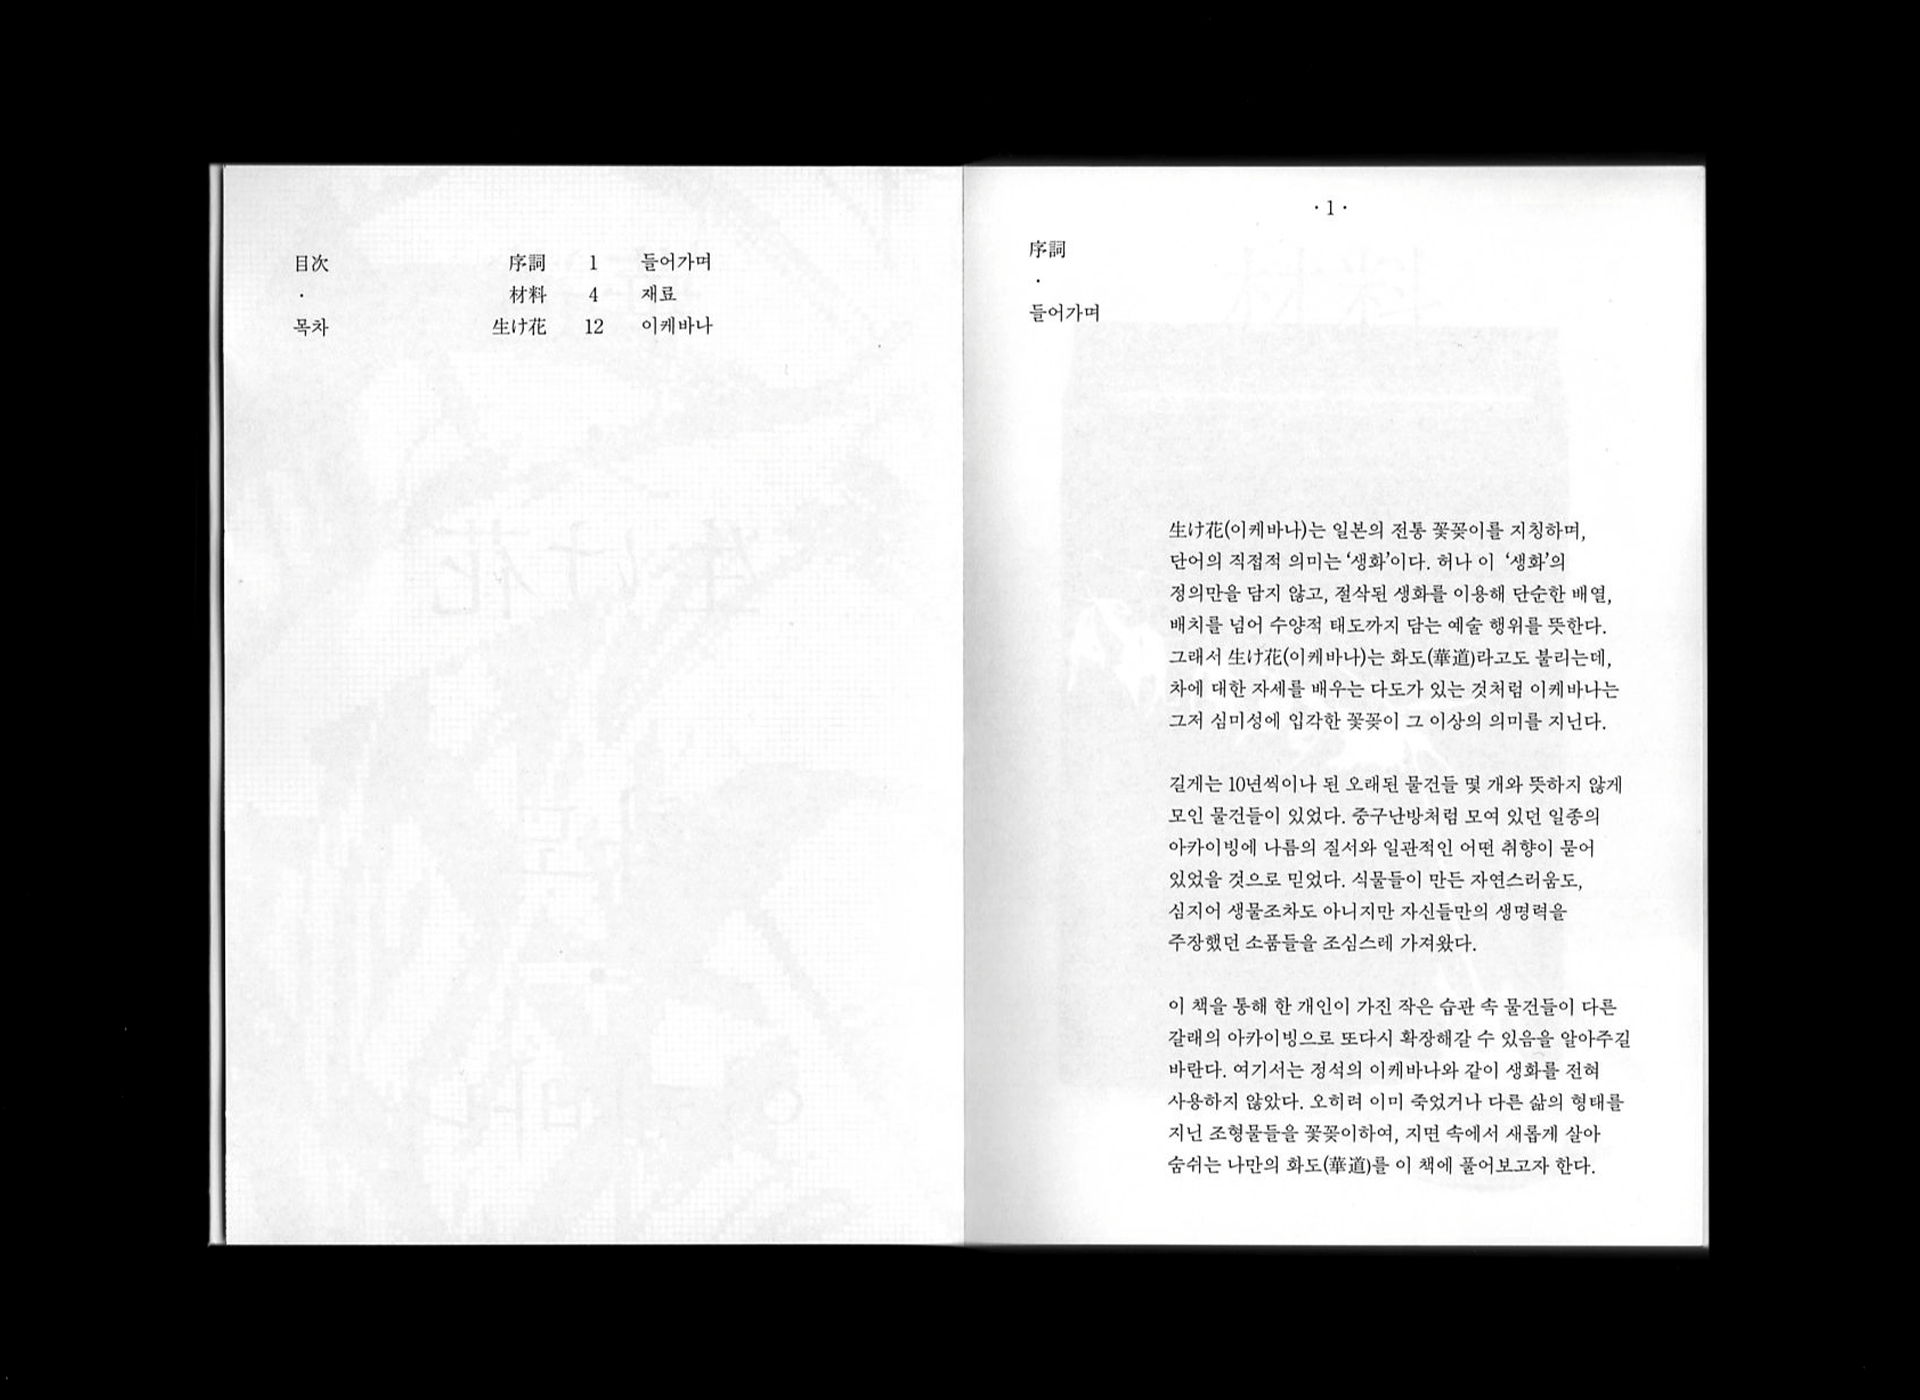 目次
·
목차
序詞 1 들어가며
材料 4 재료
生け花 12 이케바나
· 1 ·
序詞
·
들어가며
生け花(이케바나)는 일본의 전통 꽃꽂이를 지칭하며,
단어의 직접적 의미는 ‘생화’이다. 허나 이 ‘생화’의
정의만을 담지 않고, 절삭된 생화를 이용해 단순한 배열,
배치를 넘어 수양적 태도까지 담는 예술 행위를 뜻한다.
그래서 生け花(이케바나)는 화도(華道)라고도 불리는데,
차에 대한 자세를 배우는 다도가 있는 것처럼 이케바나는
그저 심미성에 입각한 꽃꽂이 그 이상의 의미를 지닌다.
길게는 10년씩이나 된 오래된 물건들 몇 개와 뜻하지 않게
모인 물건들이 있었다. 중구난방처럼 모여 있던 일종의
아카이빙에 나름의 질서와 일관적인 어떤 취향이 묻어
있었을 것으로 믿었다. 식물들이 만든 자연스러움도,
심지어 생물조차도 아니지만 자신들만의 생명력을
주장했던 소품들을 조심스레 가져왔다.
이 책을 통해 한 개인이 가진 작은 습관 속 물건들이 다른
갈래의 아카이빙으로 또다시 확장해갈 수 있음을 알아주길
바란다. 여기서는 정석의 이케바나와 같이 생화를 전혀
사용하지 않았다. 오히려 이미 죽었거나 다른 삶의 형태를
지닌 조형물들을 꽃꽂이하여, 지면 속에서 새롭게 살아
숨쉬는 나만의 화도(華道)를 이 책에 풀어보고자 한다.